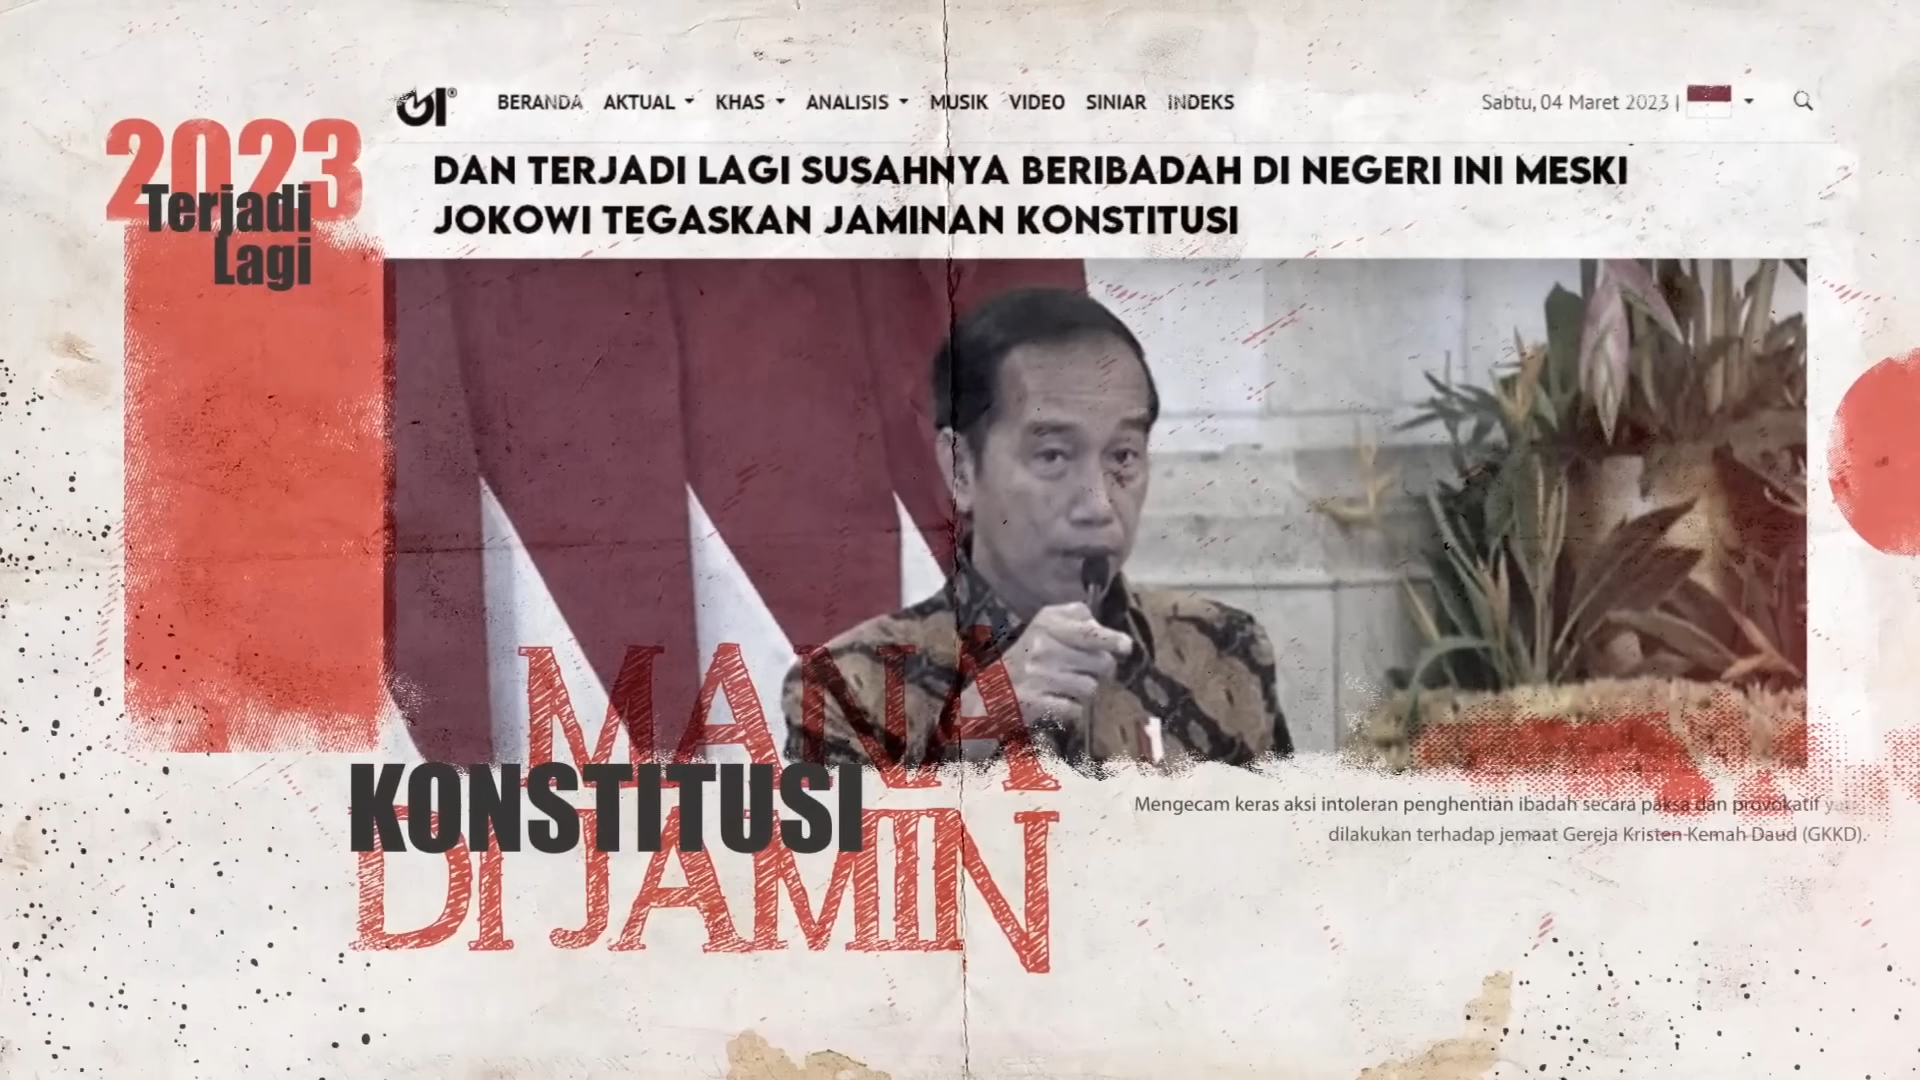 BERANDA AKTUAL KHAS ANALISIS MUSIK VIDEO SINIAR INDEKS
Sabtu, 04 Maret 2023 |
2023
Terjadi
Lagi
DAN TERJADI LAGI SUSAHNYA BERIBADAH DI NEGERI INI MESKI
JOKOWI TEGASKAN JAMINAN KONSTITUSI
MANA
KONSTITUSI
DI JAMIN
Mengecam keras aksi intoleran penghentian ibadah secara paksa dan provokatif
dilakukan terhadap jemaat Gereja Kristen Kemah Daud (GKKD).